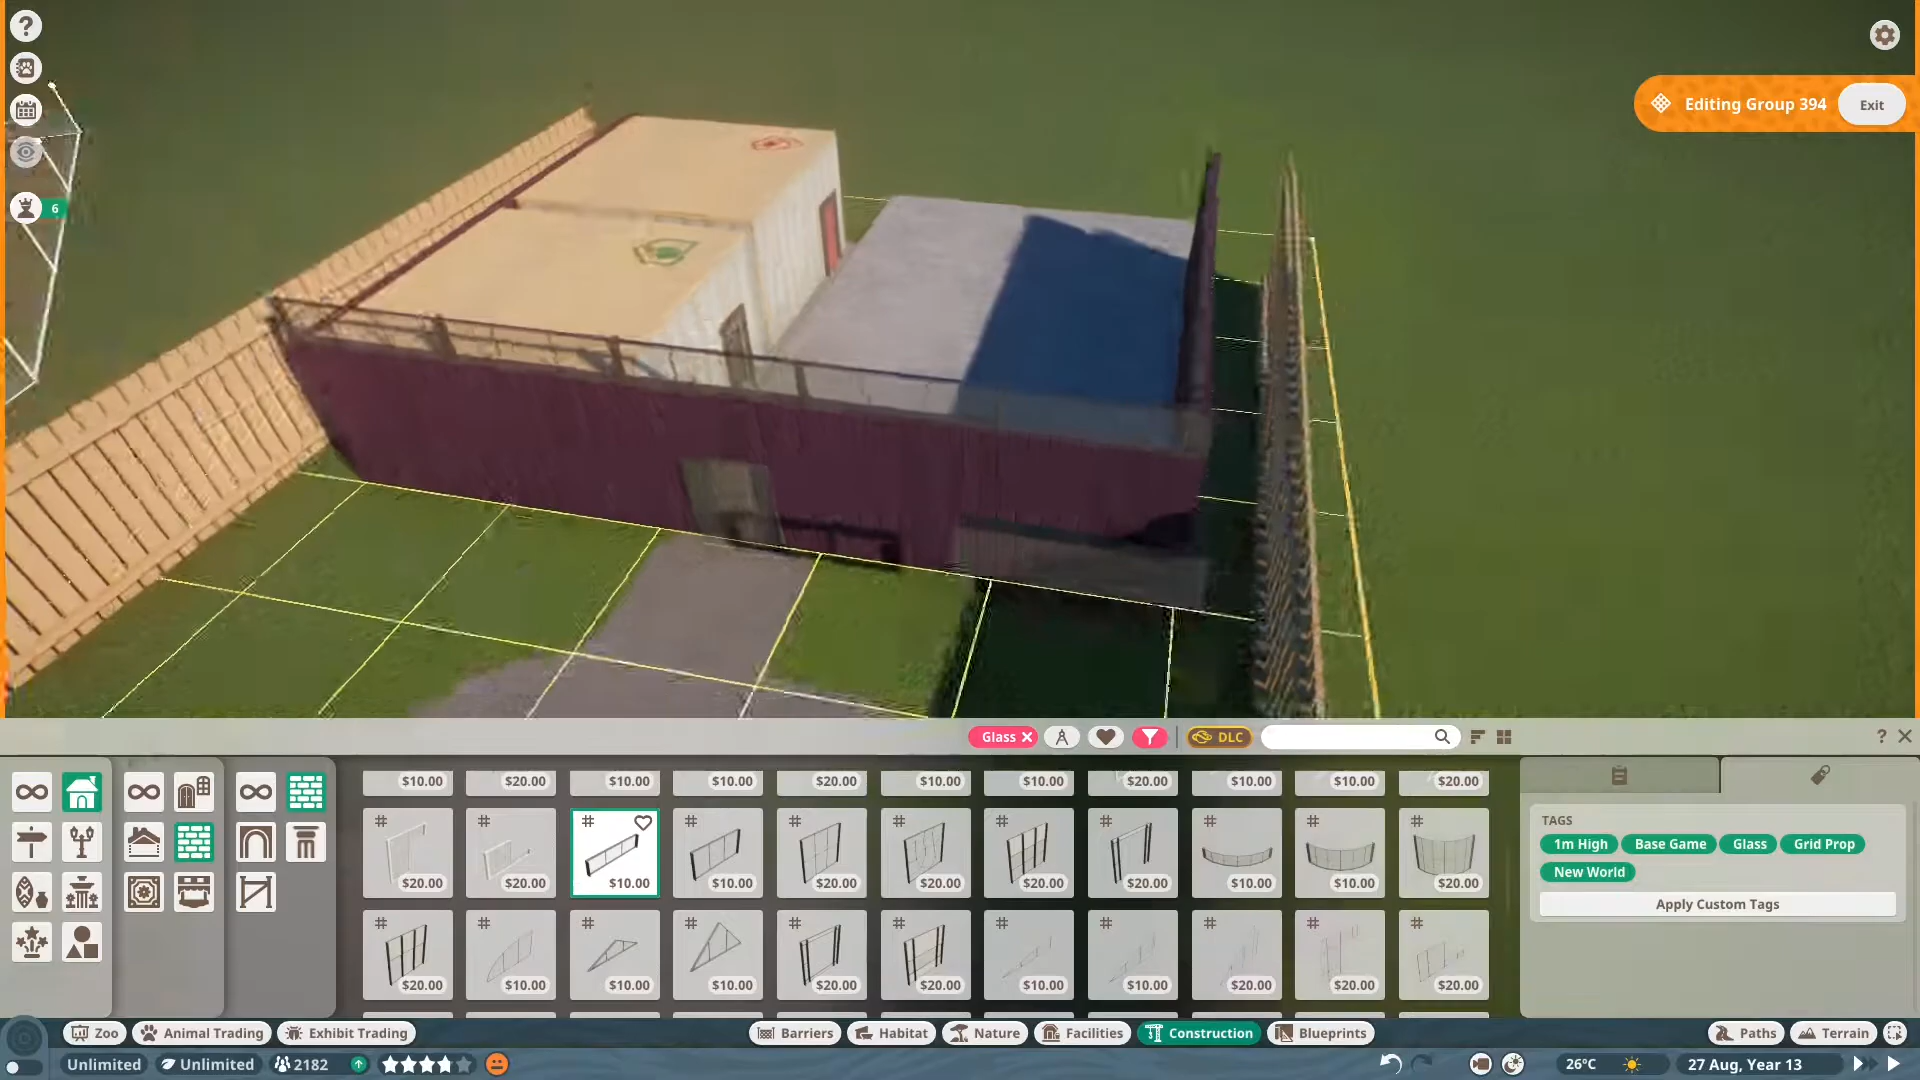 ?
Editing Group 394
Exit
6
Glass ×
DLC
? ×
$10.00 $20.00 $10.00 $10.00 $20.00 $10.00 $10.00 $20.00 $10.00 $10.00 $20.00
# # # # # # # # # # #
$20.00 $20.00 $10.00 $10.00 $20.00 $20.00 $20.00 $20.00 $10.00 $10.00 $20.00
# # # # # # # # # # #
$20.00 $10.00 $10.00 $10.00 $20.00 $20.00 $10.00 $10.00 $20.00 $20.00 $20.00
TAGS
1m High Base Game Glass Grid Prop
New World
Apply Custom Tags
Zoo Animal Trading Exhibit Trading Barriers Habitat Nature Facilities Construction Blueprints Paths Terrain
Unlimited Unlimited 2182 26°C 27 Aug, Year 13